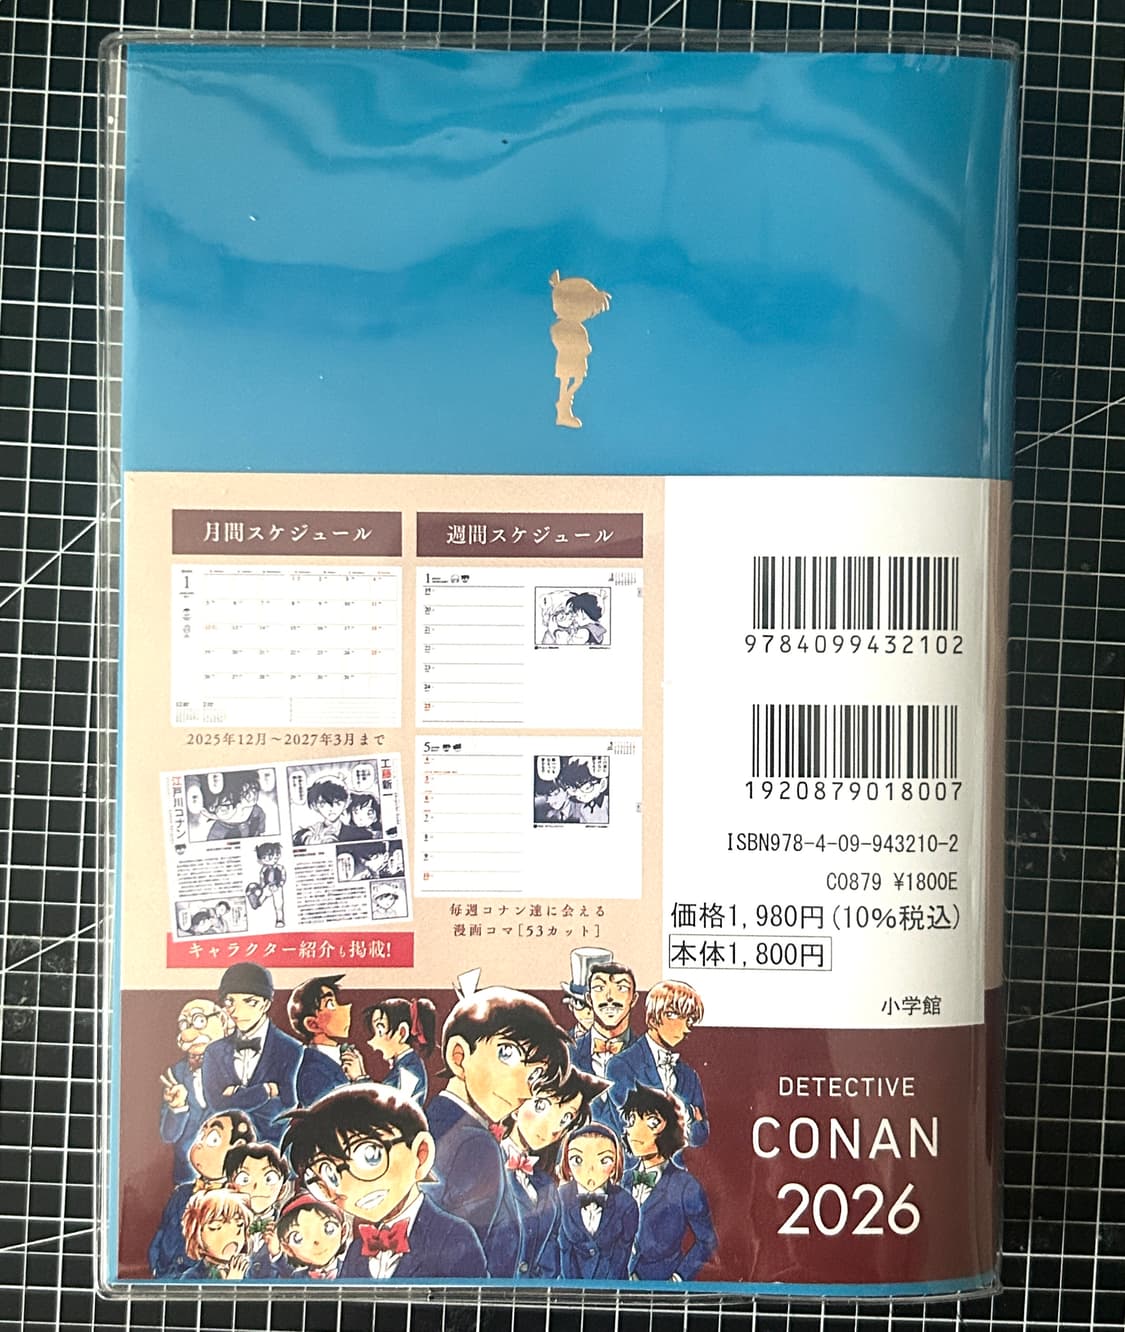 月間スケジュール
週間スケジュール
1
1
2025年12月～2027年3月まで
江戸川コナン
工藤新一
5
毎週コナン達に会える
漫画コマ［53カット］
キャラクター紹介も掲載!
9784099432102
1920879018007
ISBN978-4-09-943210-2
C0879 ¥1800E
価格1,980円(10%税込)
本体1,800円
小学館
DETECTIVE
CONAN
2026